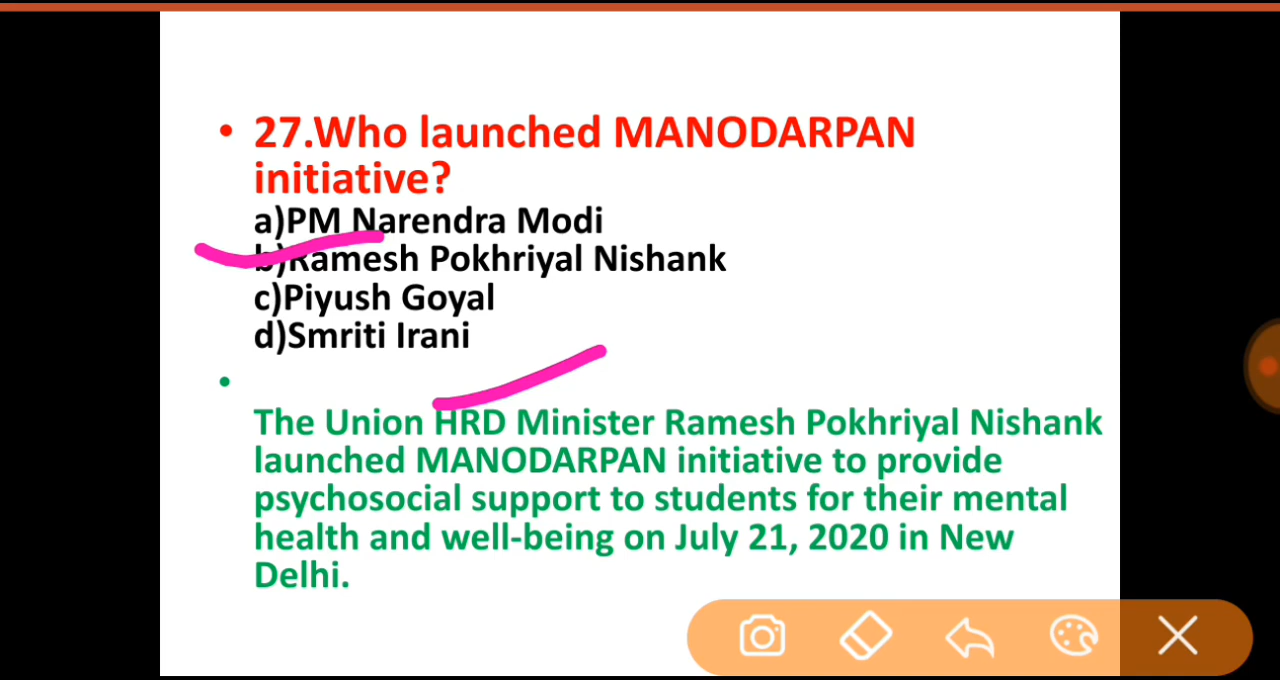 • 27.Who launched MANODARPAN
initiative?
a)PM Narendra Modi
b)Ramesh Pokhriyal Nishank
c)Piyush Goyal
d)Smriti Irani
•
The Union HRD Minister Ramesh Pokhriyal Nishank
launched MANODARPAN initiative to provide
psychosocial support to students for their mental
health and well-being on July 21, 2020 in New
Delhi.